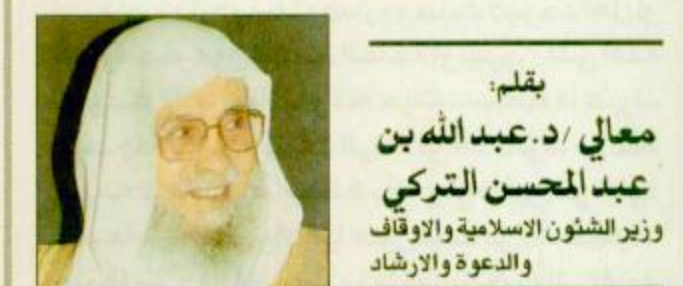 بقلم:
معالي /د. عبد الله بن
عبد المحسن التركي
وزير الشئون الاسلامية والاوقاف
والدعوة والارشاد